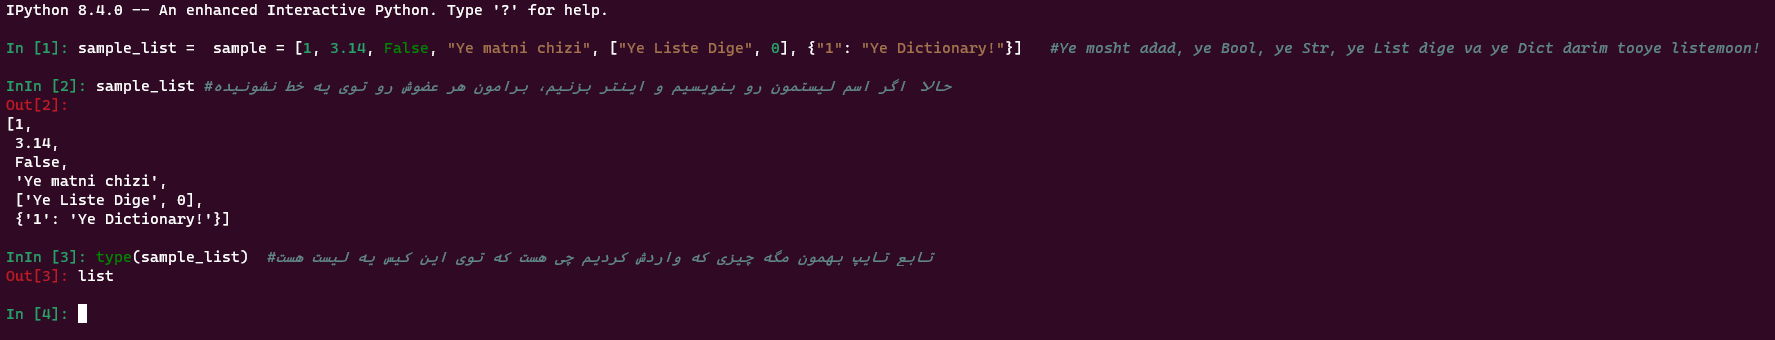 IPython 8.4.0 -- An enhanced Interactive Python. Type '?' for help.
In [1]: sample_list =  sample = [1, 3.14, False, "Ye matni chizi", ["Ye Liste Dige", 0], {"1": "Ye Dictionary!"}]   #Ye mosht adad, ye Bool, ye Str, ye List dige va ye Dict darim tooye listemoon!
InIn [2]: sample_list #حالا  اگر اسم لیستمون رو بنویسیم و اینتر بزنیم، برامون هر عضوش رو توی یه خط نشونیده
Out[2]:
[1,
 3.14,
 False,
 'Ye matni chizi',
 ['Ye Liste Dige', 0],
 {'1': 'Ye Dictionary!'}]
InIn [3]: type(sample_list)  #تابع تایپ بهمون مگه چیزی که واردش کردیم چی هست که توی این کیس یه لیست هست
Out[3]: list
In [4]: